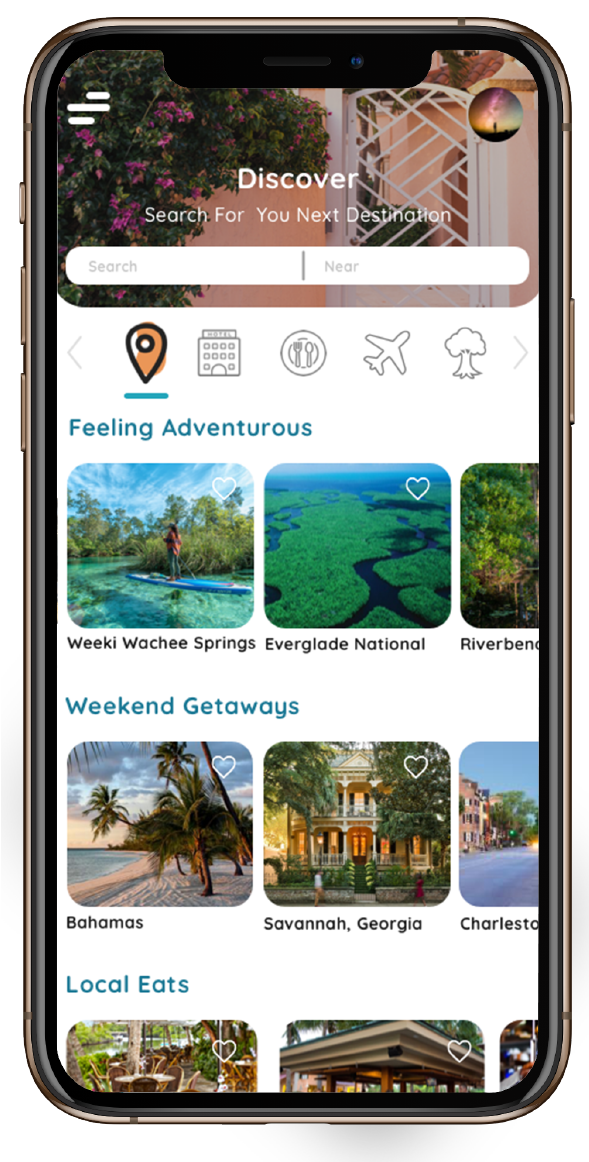 Discover
Search For You Next Destination
Search
Near
HOTEL
Feeling Adventurous
Weeki Wachee Springs
Everglade National
Riverbend
Weekend Getaways
Bahamas
Savannah, Georgia
Charlesto
Local Eats